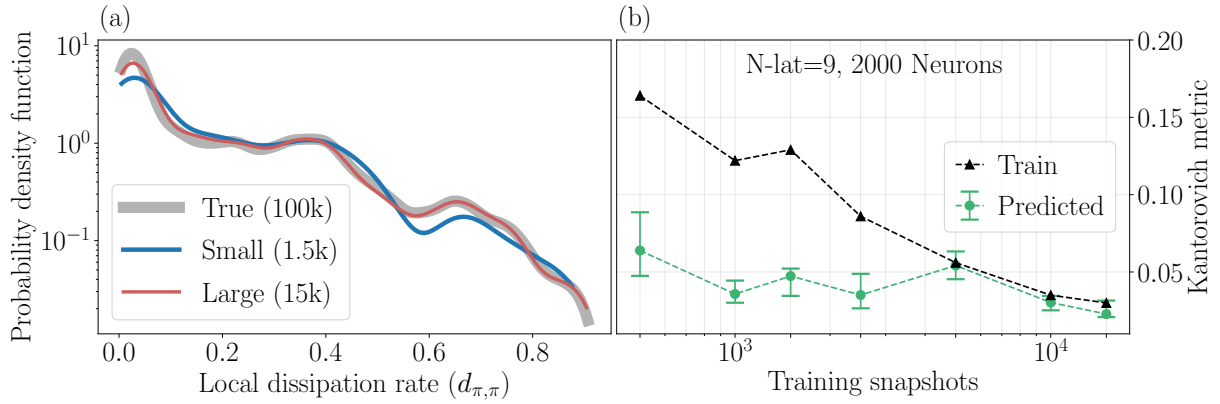 (a)
Probability density function
10^1
10^0
10^{-1}
True (100k)
Small (1.5k)
Large (15k)
0.0 0.2 0.4 0.6 0.8
Local dissipation rate (d_{π,π})
(b)
N-lat=9, 2000 Neurons
Train
Predicted
0.20
0.15
0.10
0.05
Kantorovich metric
10^3 10^4
Training snapshots